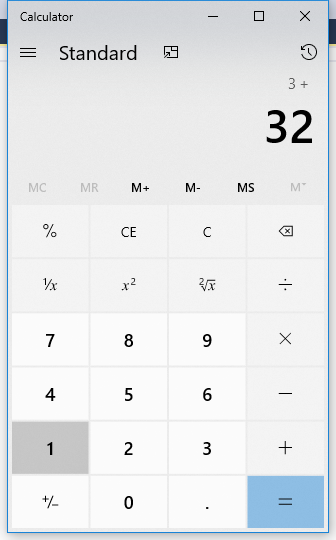 Calculator
Standard
3 +
32
MC MR M+ M- MS M˅
% CE C
¹/x x² ²√x ÷
7 8 9 ×
4 5 6 −
1 2 3 +
+/− 0 . =